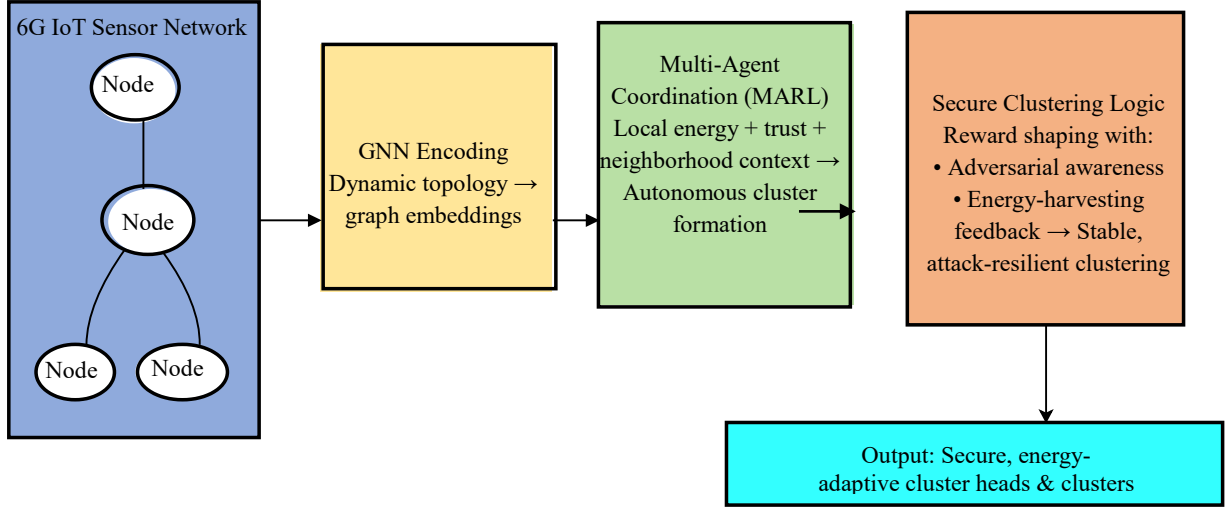 6G IoT Sensor Network
Node
Node
Node
Node
GNN Encoding
Dynamic topology →
graph embeddings
Multi-Agent
Coordination (MARL)
Local energy + trust +
neighborhood context →
Autonomous cluster
formation
Secure Clustering Logic
Reward shaping with:
• Adversarial awareness
• Energy-harvesting
feedback → Stable,
attack-resilient clustering
Output: Secure, energy-
adaptive cluster heads & clusters